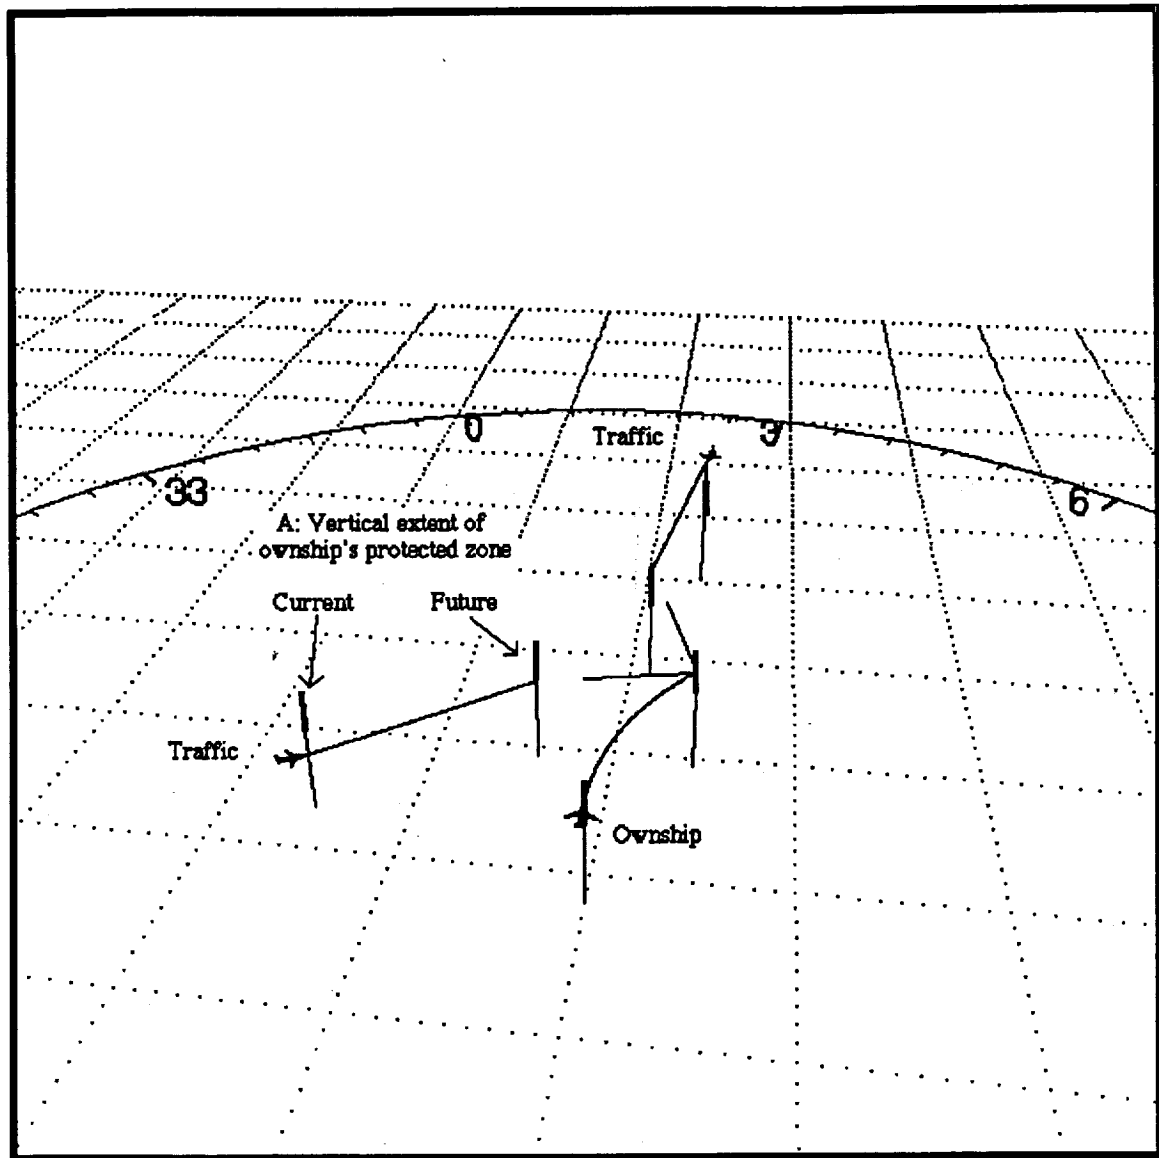 0
Traffic
3
33
6
A: Vertical extent of
ownship's protected zone
Current
Future
Traffic
Ownship